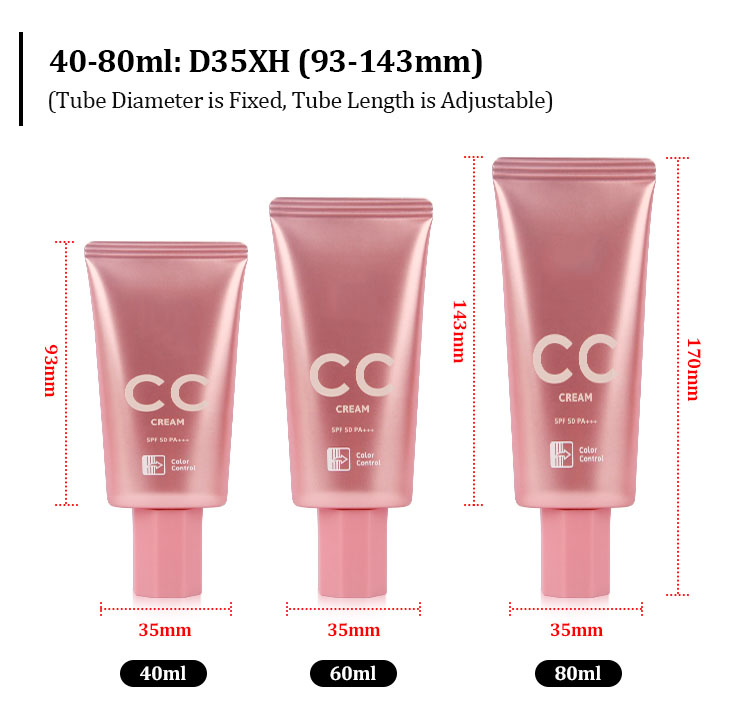 40-80ml: D35XH (93-143mm)
(Tube Diameter is Fixed, Tube Length is Adjustable)
93mm
CC
CREAM
SPF 50 PA+++
Color
Control
CC
CREAM
SPF 50 PA+++
Color
Control
143mm
CC
CREAM
SPF 50 PA+++
Color
Control
170mm
35mm
35mm
35mm
40ml
60ml
80ml